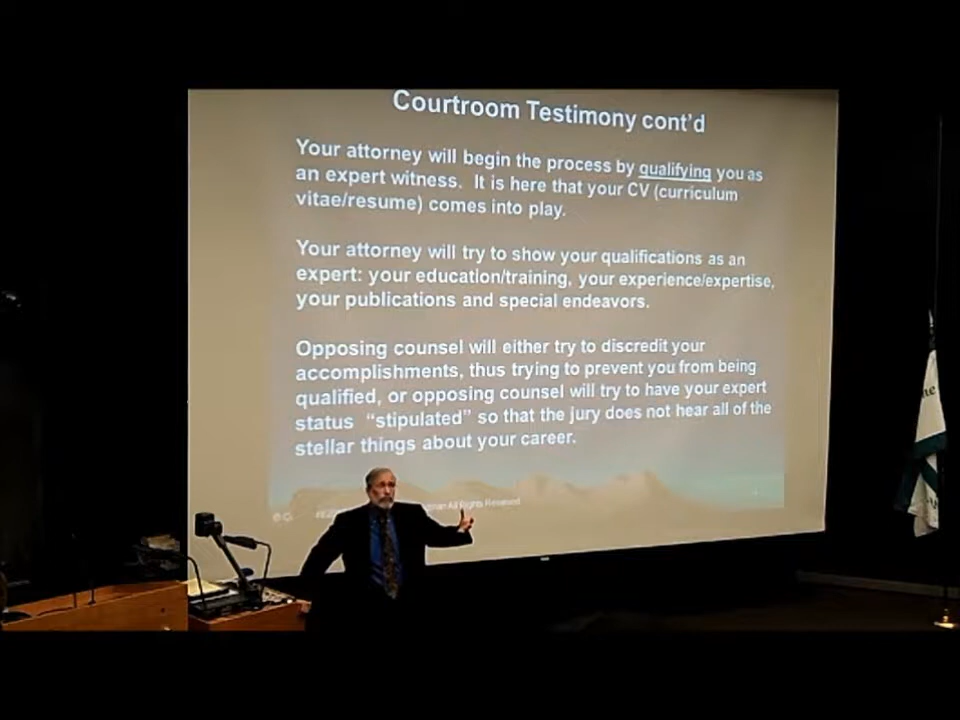 Courtroom Testimony cont'd
Your attorney will begin the process by qualifying you as
an expert witness. It is here that your CV (curriculum
vitae/resume) comes into play.
Your attorney will try to show your qualifications as an
expert: your education/training, your experience/expertise,
your publications and special endeavors.
Opposing counsel will either try to discredit your
accomplishments, thus trying to prevent you from being
qualified, or opposing counsel will try to have your expert
status "stipulated" so that the jury does not hear all of the
stellar things about your career.
All Rights Reserved